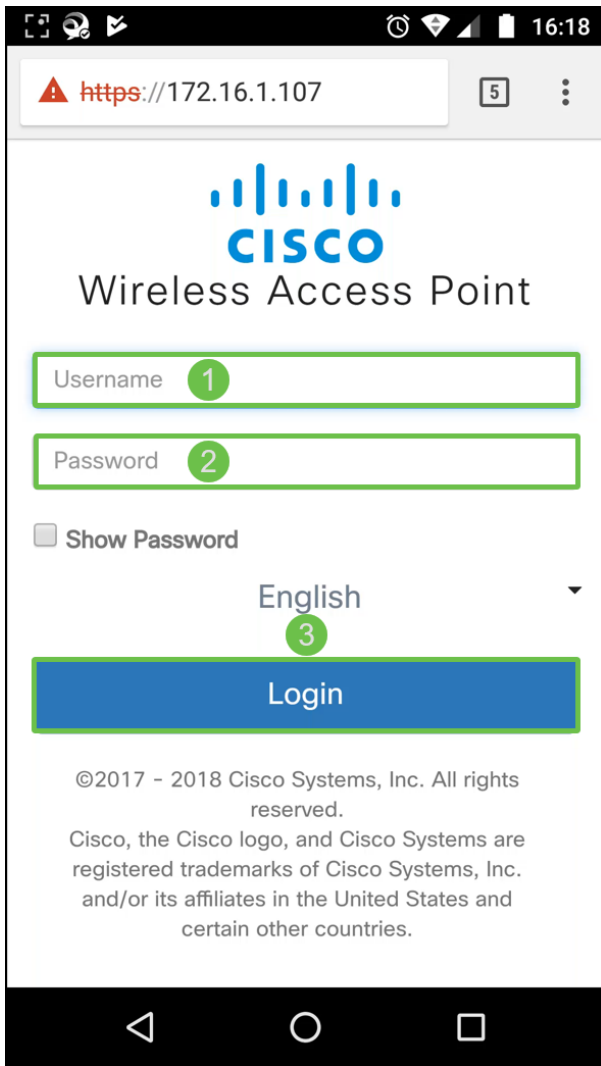 16:18
https://172.16.1.107
5
CISCO
Wireless Access Point
Username 1
Password 2
Show Password
English
3
Login
©2017 - 2018 Cisco Systems, Inc. All rights
reserved.
Cisco, the Cisco logo, and Cisco Systems are
registered trademarks of Cisco Systems, Inc.
and/or its affiliates in the United States and
certain other countries.